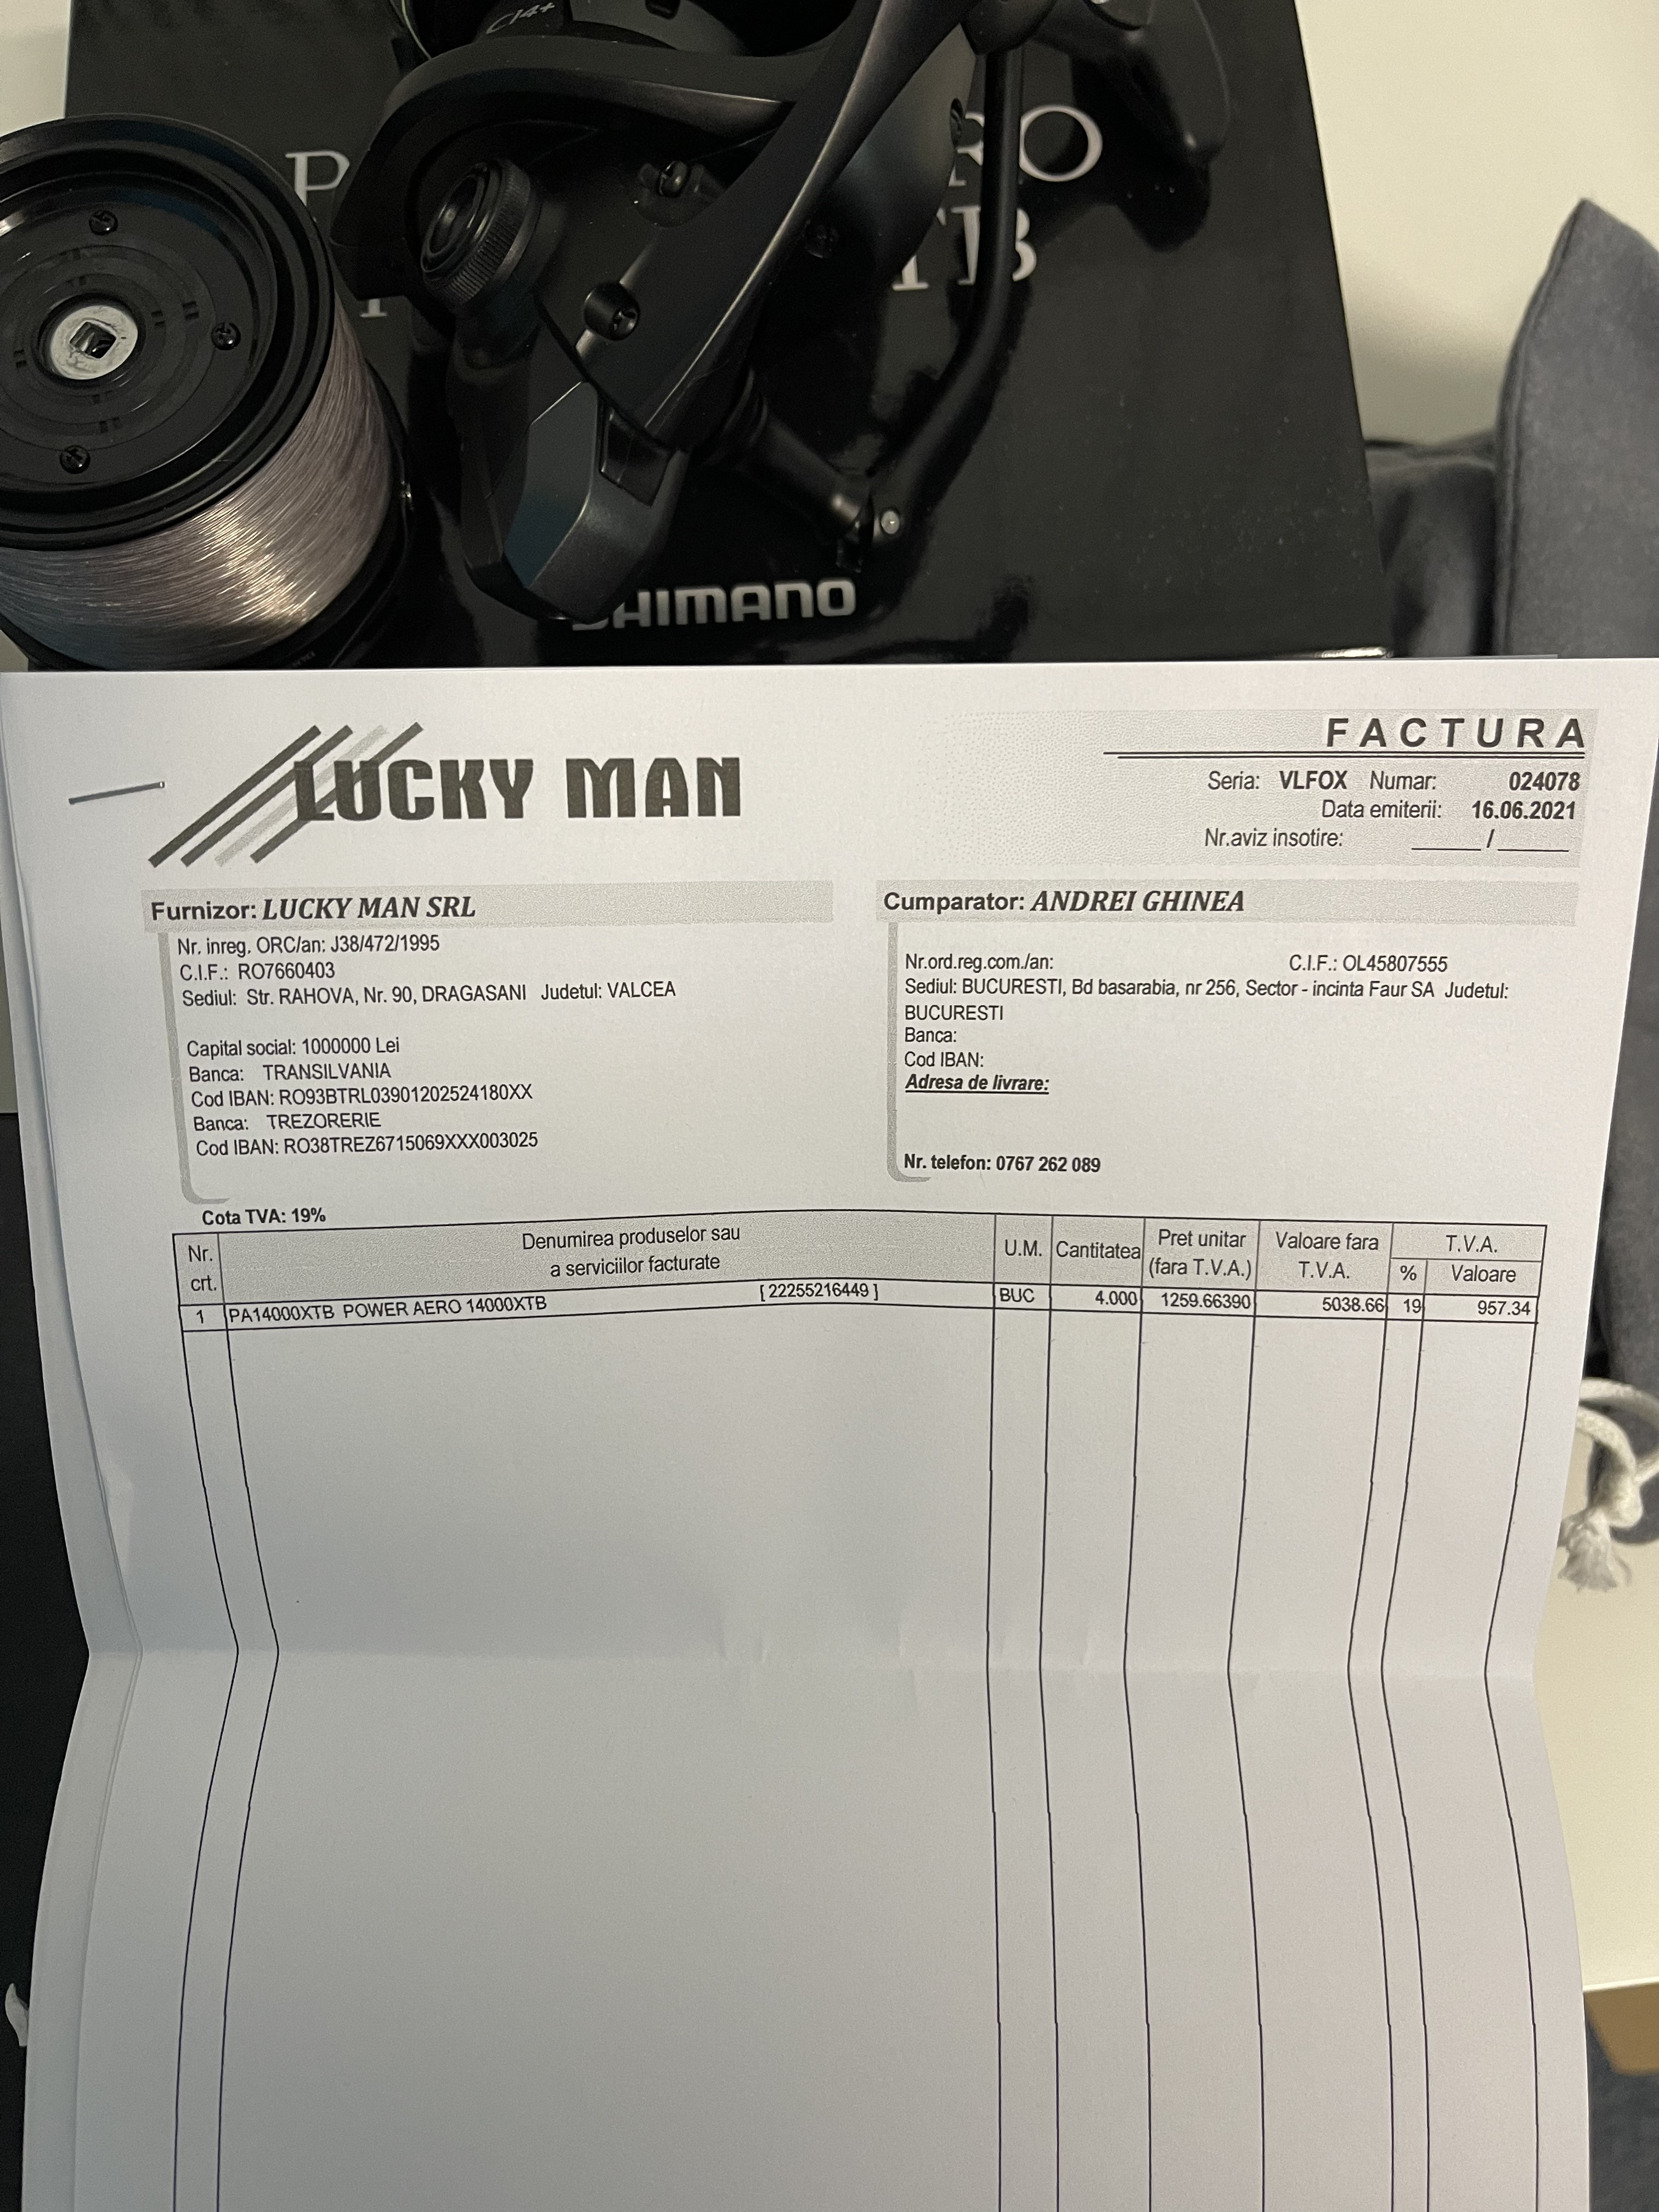 Ci4+
P RO
TB
SHIMANO
LUCKY MAN
FACTURA
Seria: VLFOX Numar: 024078
Data emiterii: 16.06.2021
Nr.aviz insotire: ______/______
Furnizor: LUCKY MAN SRL
Nr. inreg. ORC/an: J38/472/1995
C.I.F.: RO7660403
Sediul: Str. RAHOVA, Nr. 90, DRAGASANI Judetul: VALCEA
Capital social: 1000000 Lei
Banca: TRANSILVANIA
Cod IBAN: RO93BTRL03901202524180XX
Banca: TREZORERIE
Cod IBAN: RO38TREZ6715069XXX003025
Cumparator: ANDREI GHINEA
Nr.ord.reg.com./an: C.I.F.: OL45807555
Sediul: BUCURESTI, Bd basarabia, nr 256, Sector - incinta Faur SA Judetul:
BUCURESTI
Banca:
Cod IBAN:
Adresa de livrare:
Nr. telefon: 0767 262 089
Cota TVA: 19%
Nr. crt. Denumirea produselor sau a serviciilor facturate U.M. Cantitatea Pret unitar (fara T.V.A.) Valoare fara T.V.A. T.V.A. % Valoare
1 PA14000XTB POWER AERO 14000XTB [ 22255216449 ] BUC 4.000 1259.66390 5038.66 19 957.34